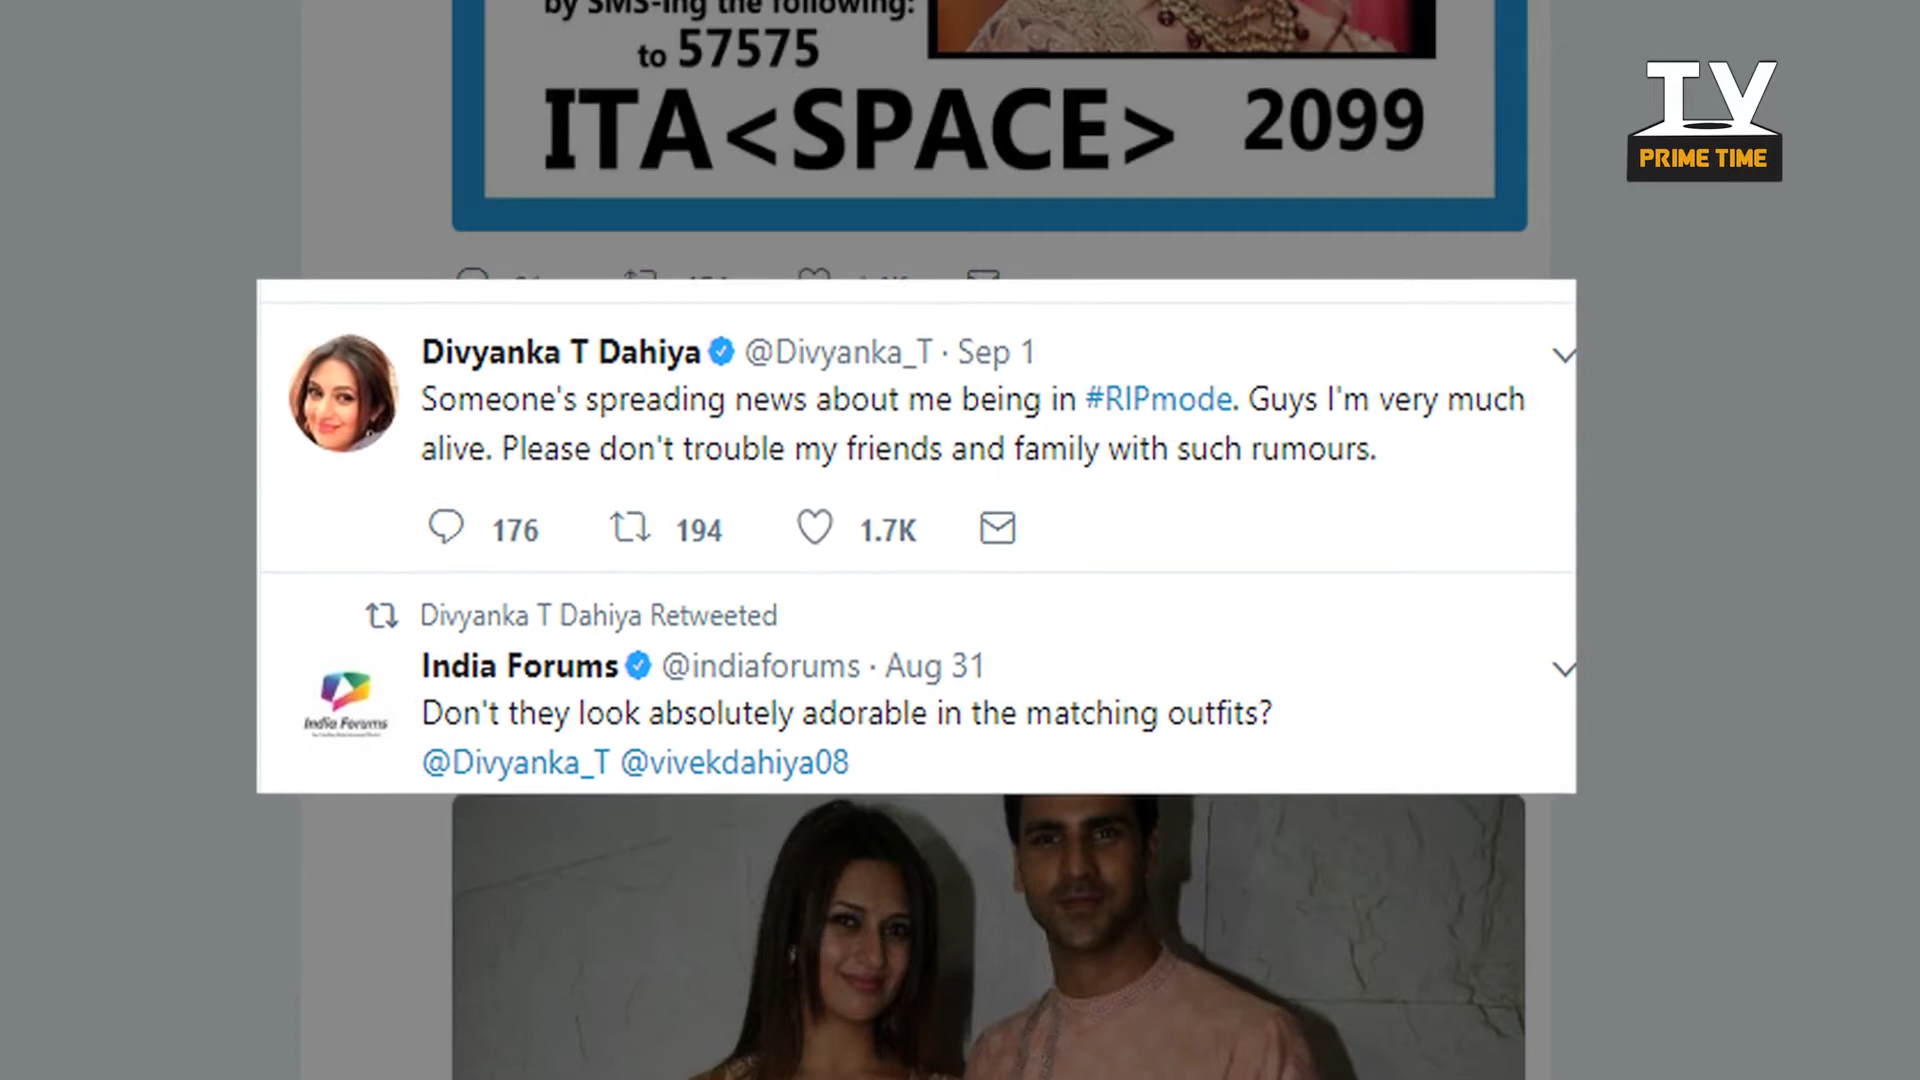 by SMS-ing the following:
to 57575
ITA<SPACE> 2099
TV
PRIME TIME
Divyanka T Dahiya @Divyanka_T · Sep 1
Someone's spreading news about me being in #RIPmode. Guys I'm very much
alive. Please don't trouble my friends and family with such rumours.
176 194 1.7K
Divyanka T Dahiya Retweeted
India Forums @indiaforums · Aug 31
India Forums
Don't they look absolutely adorable in the matching outfits?
@Divyanka_T @vivekdahiya08